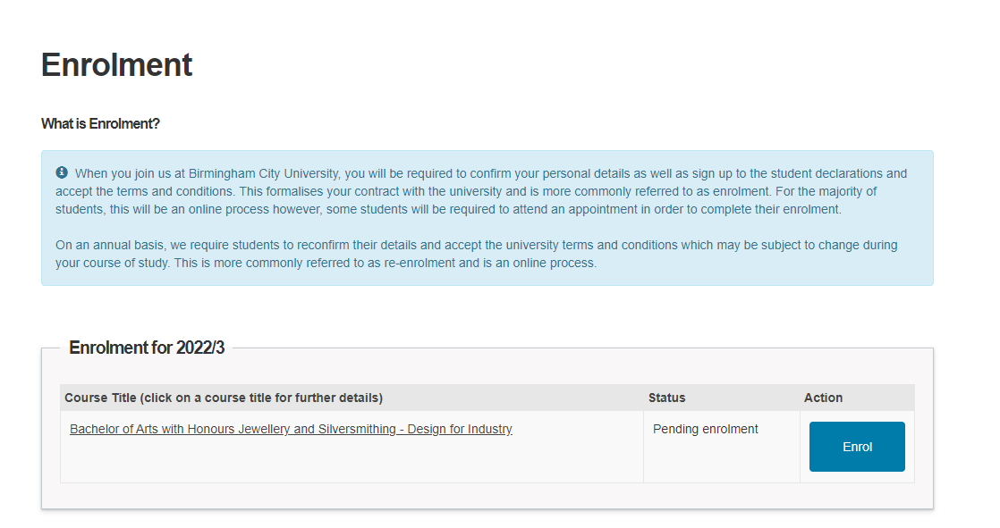 Enrolment
What is Enrolment?
When you join us at Birmingham City University, you will be required to confirm your personal details as well as sign up to the student declarations and
accept the terms and conditions. This formalises your contract with the university and is more commonly referred to as enrolment. For the majority of
students, this will be an online process however, some students will be required to attend an appointment in order to complete their enrolment.
On an annual basis, we require students to reconfirm their details and accept the university terms and conditions which may be subject to change during
your course of study. This is more commonly referred to as re-enrolment and is an online process.
Enrolment for 2022/3
Course Title (click on a course title for further details) Status Action
Bachelor of Arts with Honours Jewellery and Silversmithing - Design for Industry Pending enrolment
Enrol